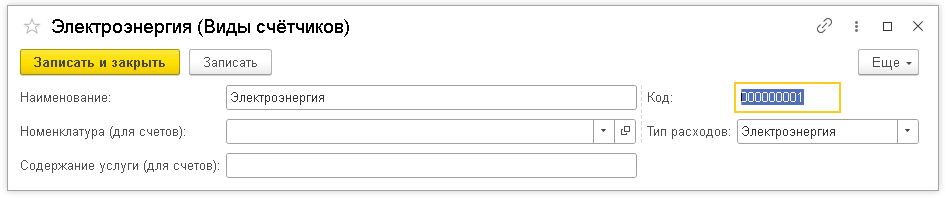 Электроэнергия (Виды счётчиков)
Записать и закрыть Записать Еще
Наименование: Электроэнергия Код: 000000001
Номенклатура (для счетов): Тип расходов: Электроэнергия
Содержание услуги (для счетов):